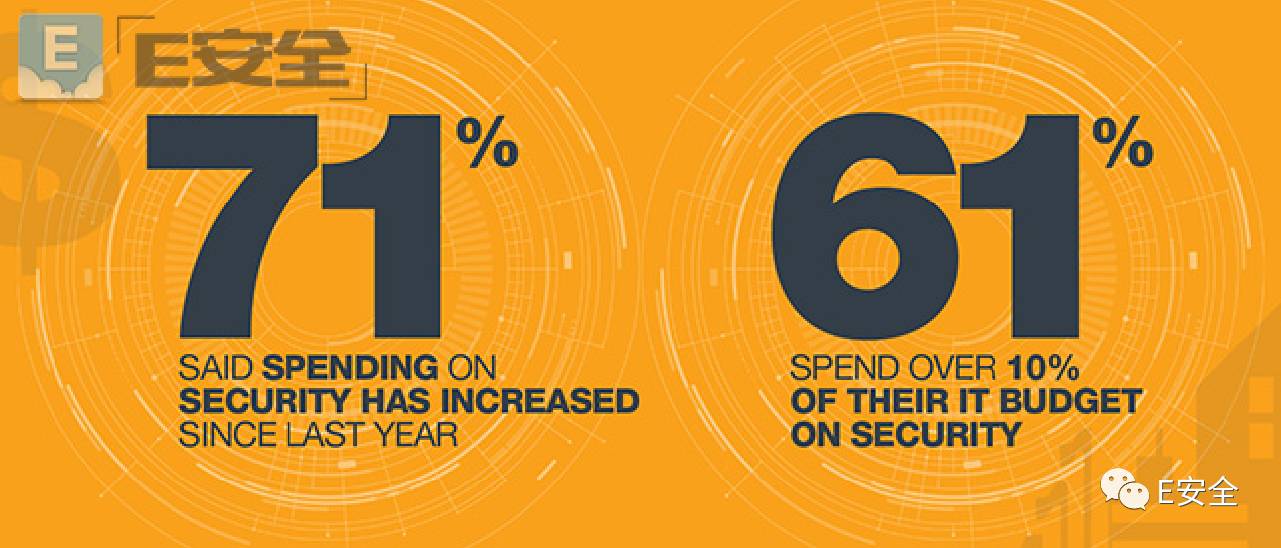 E
E安全
71%
SAID SPENDING ON
SECURITY HAS INCREASED
SINCE LAST YEAR
61%
SPEND OVER 10%
OF THEIR IT BUDGET
ON SECURITY
E安全